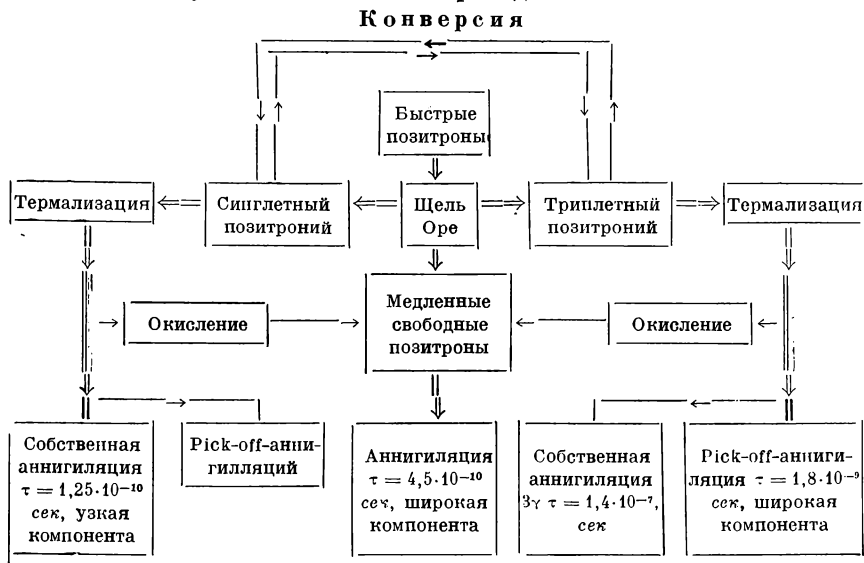 Конверсия
Быстрые
позитроны
Термализация
Синглетный
позитроний
Щель
Оре
Триплетный
позитроний
Термализация
Окисление
Медленные
свободные
позитроны
Окисление
Собственная
аннигиляция
τ = 1,25·10⁻¹⁰
сек, узкая
компонента
Pick-off-анни-
гилляций
Аннигиляция
τ = 4,5·10⁻¹⁰
сек, широкая
компонента
Собственная
аннигиляция
3γ τ = 1,4·10⁻⁷,
сек
Pick-off-анниги-
ляция τ = 1,8·10⁻⁹
сек, широкая
компонента